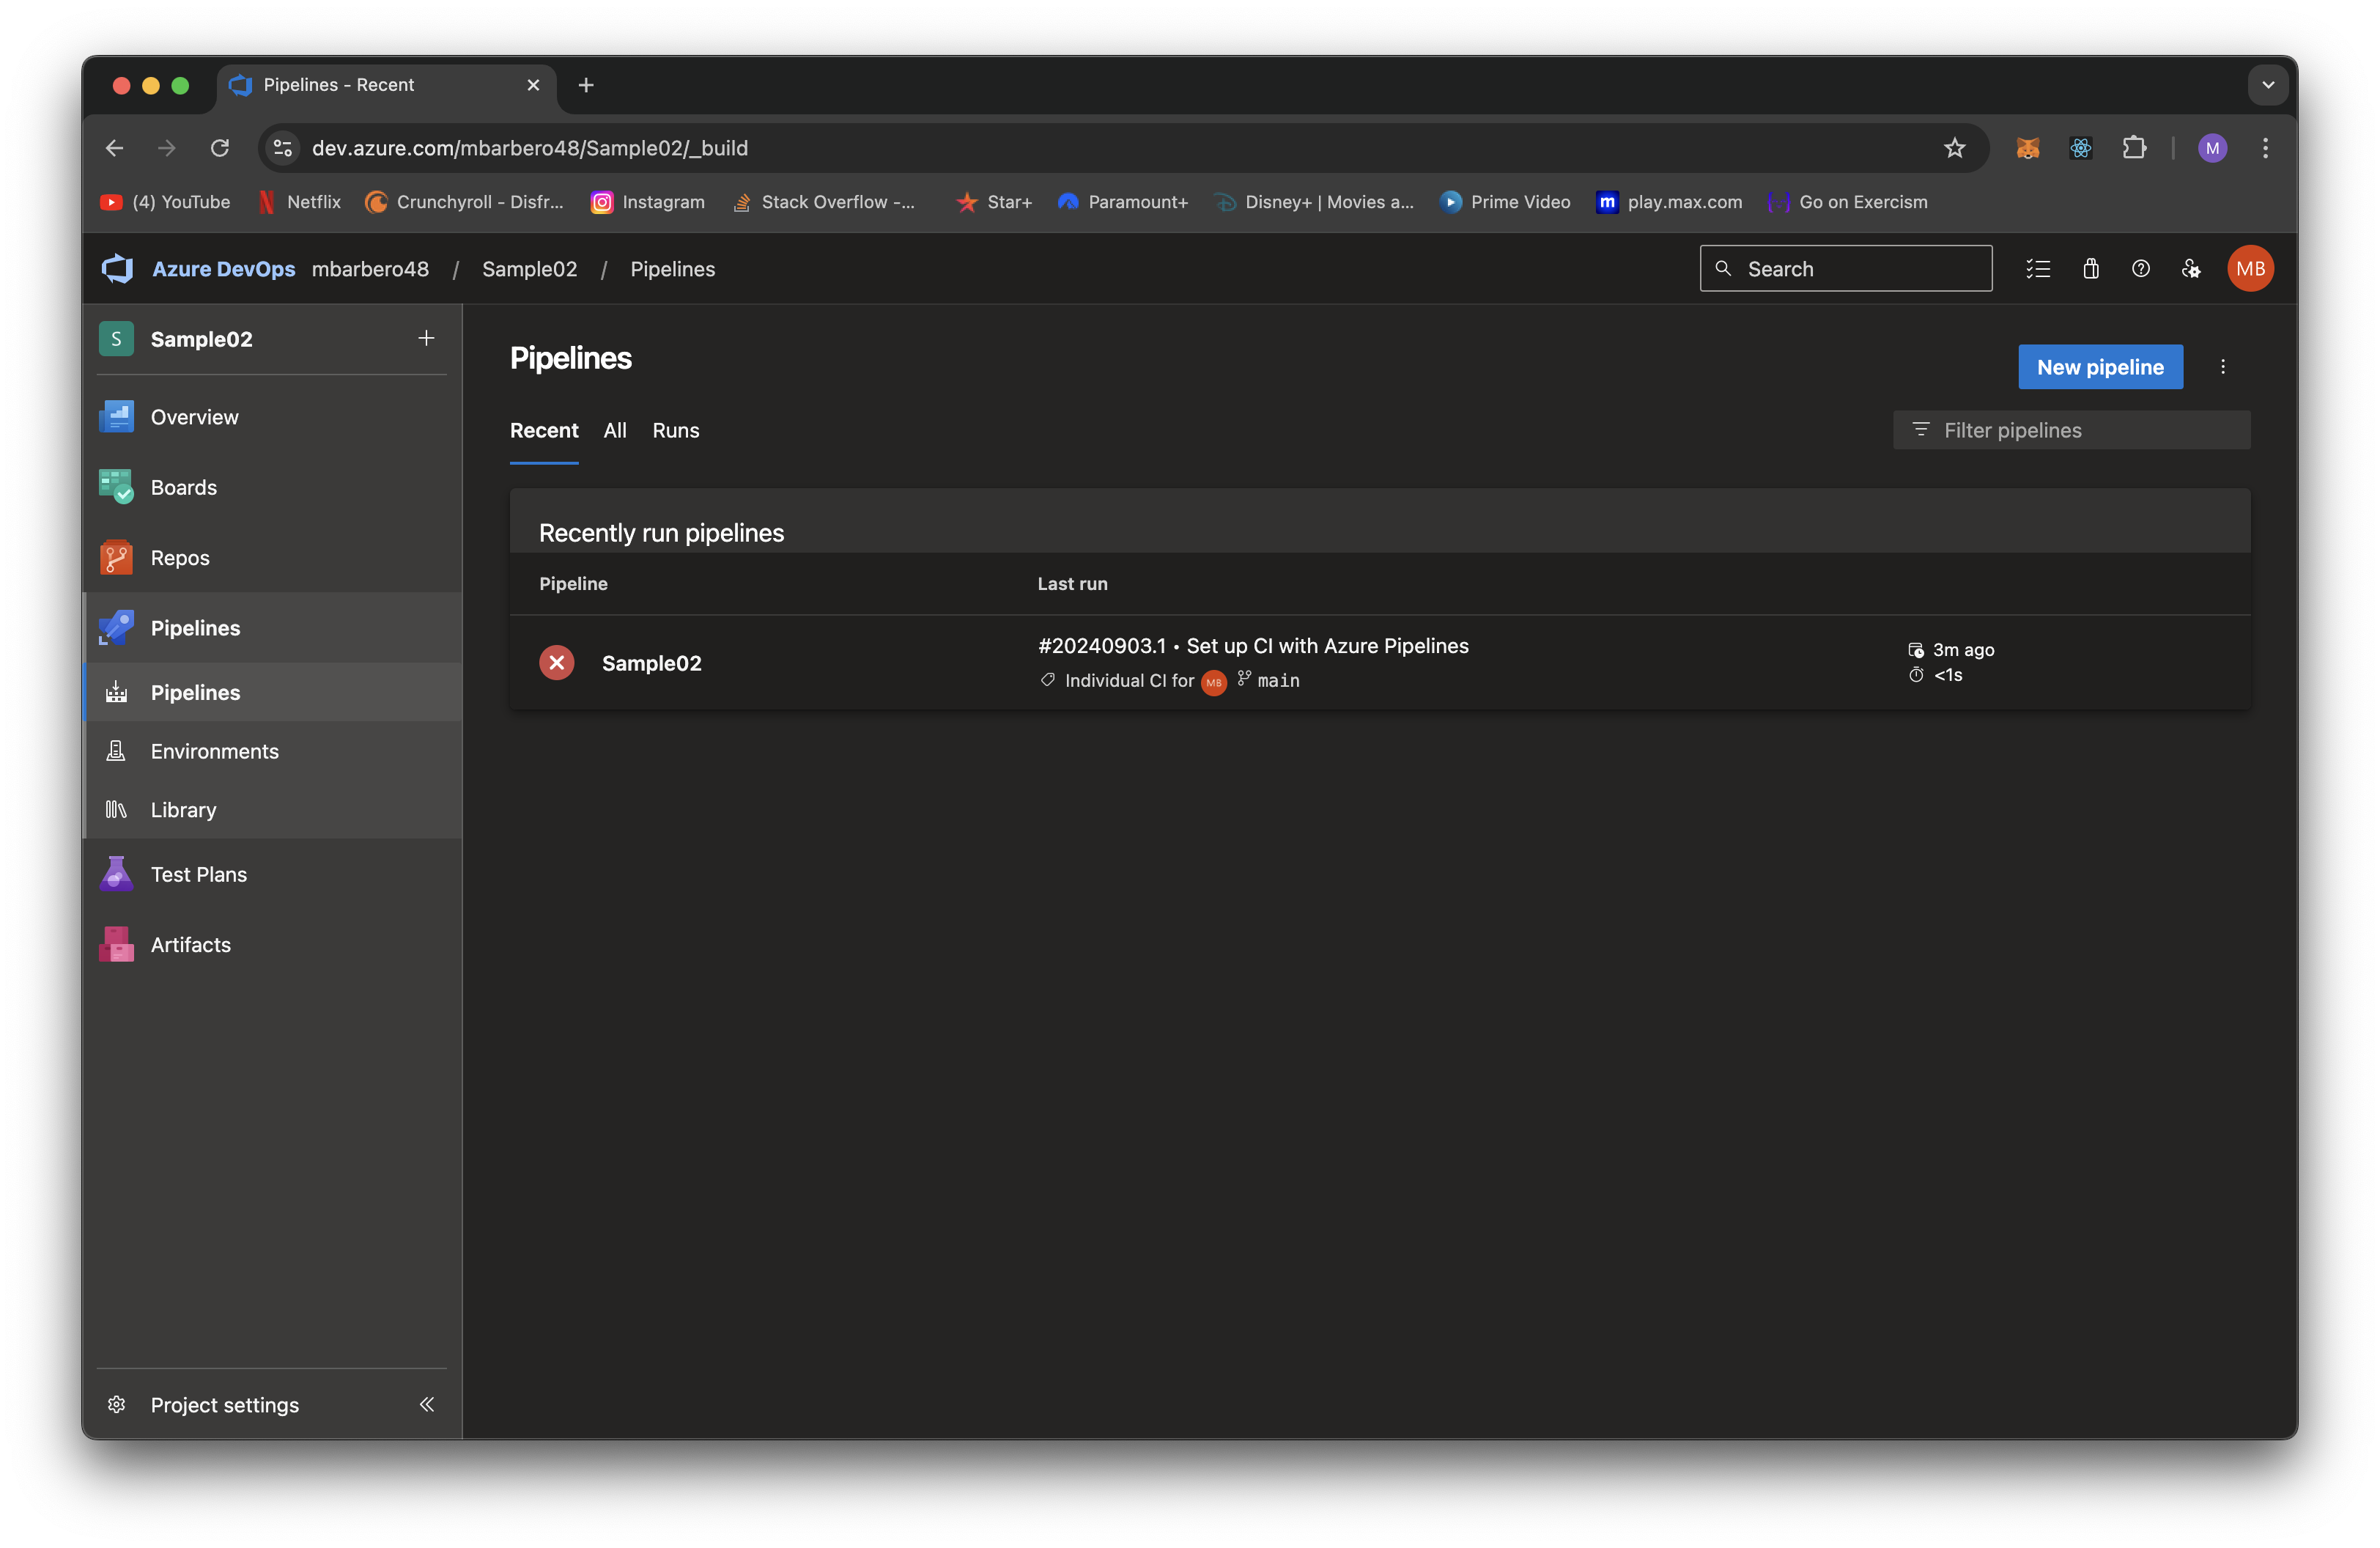 Pipelines - Recent
dev.azure.com/mbarbero48/Sample02/_build
M
(4) YouTube
Netflix
Crunchyroll - Disfr...
Instagram
Stack Overflow -...
Star+
Paramount+
Disney+ | Movies a...
Prime Video
m
play.max.com
Go on Exercism
Azure DevOps mbarbero48 / Sample02 / Pipelines
Search
MB
S Sample02
Overview
Boards
Repos
Pipelines
Pipelines
Environments
Library
Test Plans
Artifacts
Project settings
Pipelines
New pipeline
Recent All Runs
Filter pipelines
Recently run pipelines
Pipeline Last run
Sample02
#20240903.1 • Set up CI with Azure Pipelines
Individual CI for MB main
3m ago
<1s